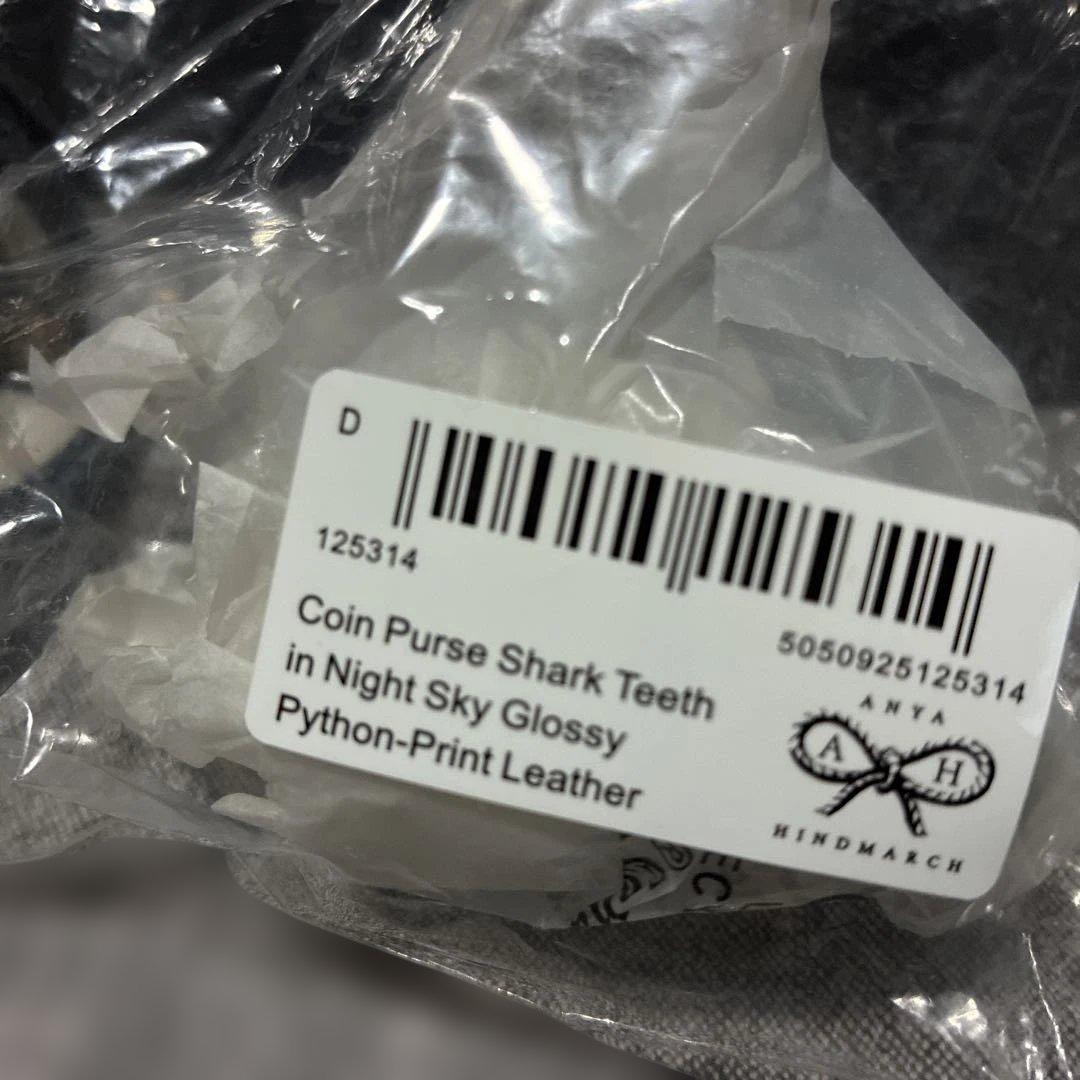 D
125314
5050925125314
Coin Purse Shark Teeth
in Night Sky Glossy
Python-Print Leather
ANYA
A H
HINDMARCH